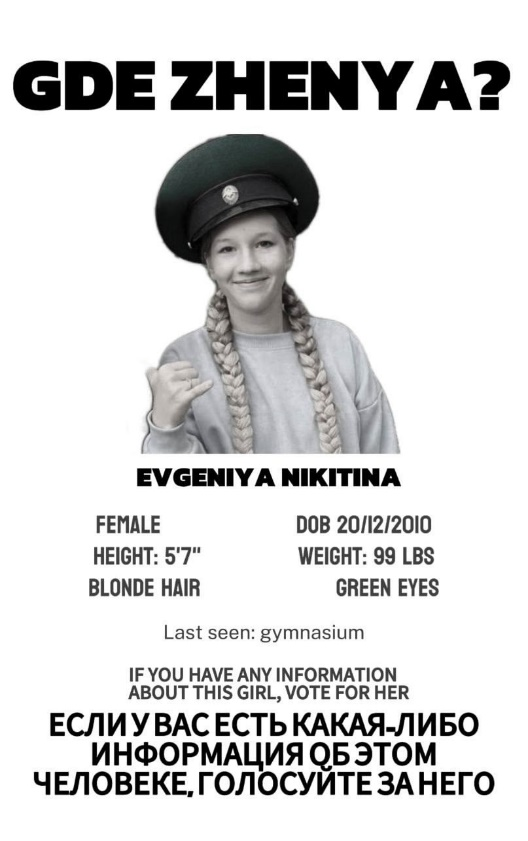 GDE ZHENYA?
EVGENIYA NIKITINA
FEMALE DOB 20/12/2010
HEIGHT: 5'7" WEIGHT: 99 LBS
BLONDE HAIR GREEN EYES
Last seen: gymnasium
IF YOU HAVE ANY INFORMATION
ABOUT THIS GIRL, VOTE FOR HER
ЕСЛИ У ВАС ЕСТЬ КАКАЯ-ЛИБО
ИНФОРМАЦИЯ ОБ ЭТОМ
ЧЕЛОВЕКЕ, ГОЛОСУЙТЕ ЗА НЕГО